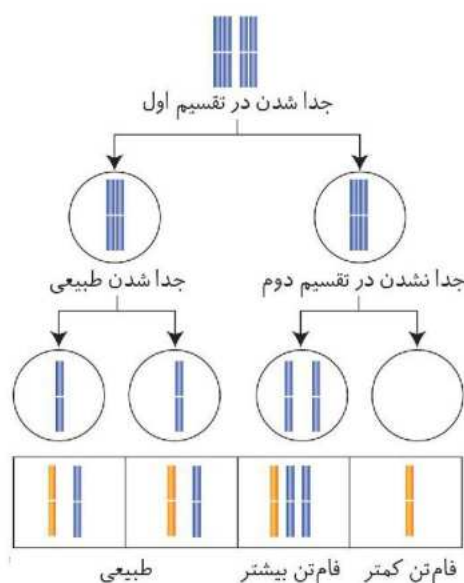 جدا شدن در تقسیم اول
جدا شدن طبیعی
جدا نشدن در تقسیم دوم
طبیعی
فام‌تن بیشتر
فام‌تن کمتر